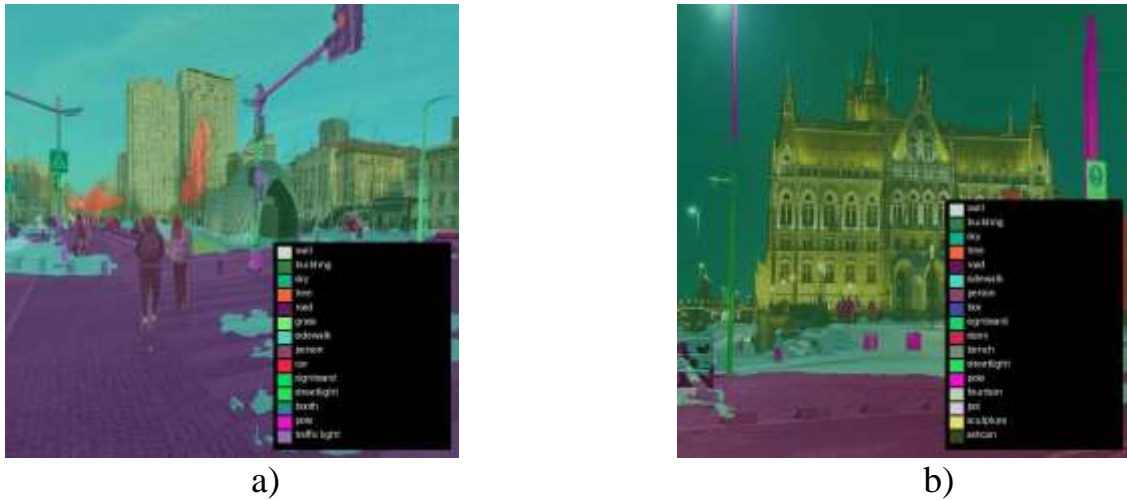 wall
building
sky
tree
road
grass
sidewalk
person
car
signboard
streetlight
booth
pole
traffic light
a)
wall
building
sky
tree
road
sidewalk
person
box
signboard
bench
streetlight
pole
fountain
pot
sculpture
ashcan
b)